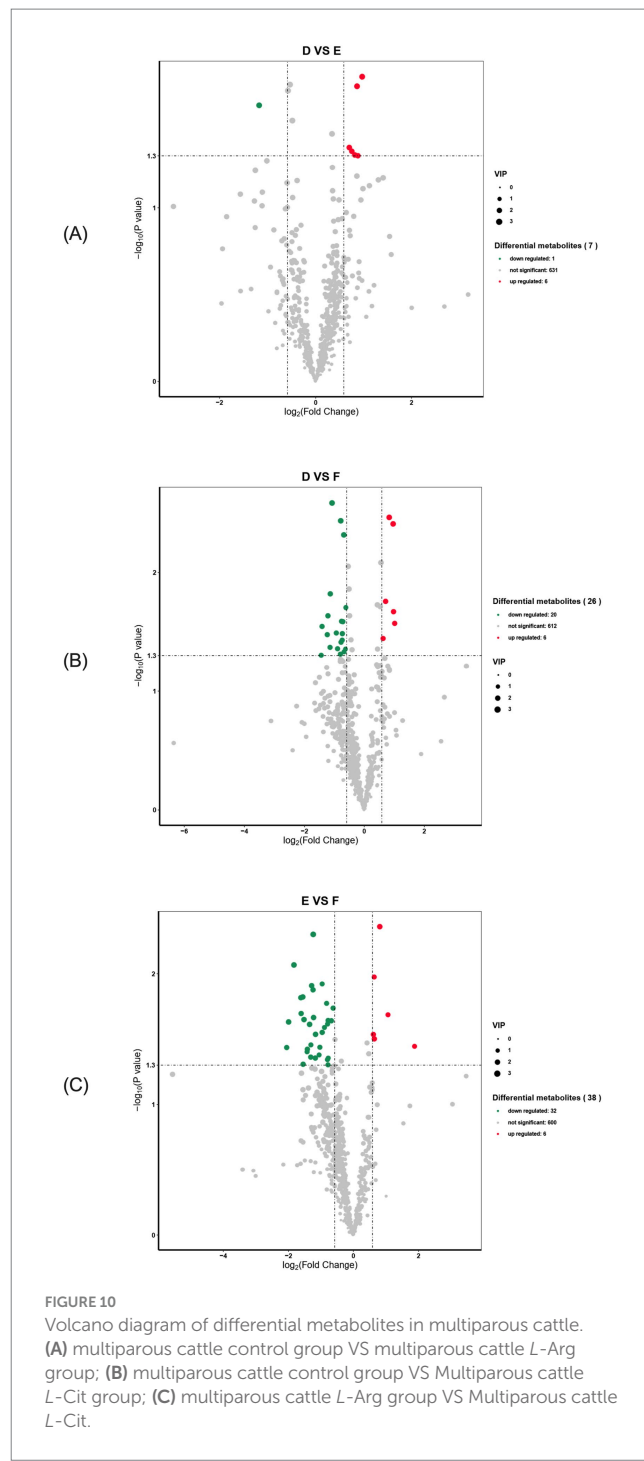 D VS E
(A)
−log10(P value)
1.3
1
0
−2
0
2
log2(Fold Change)
VIP
0
1
2
3
Differential metabolites ( 7 )
down regulated: 1
not significant: 631
up regulated: 6
D VS F
(B)
−log10(P value)
2
1.3
1
0
−6
−4
−2
0
2
log2(Fold Change)
Differential metabolites ( 26 )
down regulated: 20
not significant: 612
up regulated: 6
VIP
0
1
2
3
E VS F
(C)
−log10(P value)
2
1.3
1
0
−4
−2
0
2
log2(Fold Change)
VIP
0
1
2
3
Differential metabolites ( 38 )
down regulated: 32
not significant: 600
up regulated: 6
FIGURE 10
Volcano diagram of differential metabolites in multiparous cattle.
(A) multiparous cattle control group VS multiparous cattle L-Arg
group; (B) multiparous cattle control group VS Multiparous cattle
L-Cit group; (C) multiparous cattle L-Arg group VS Multiparous cattle
L-Cit.